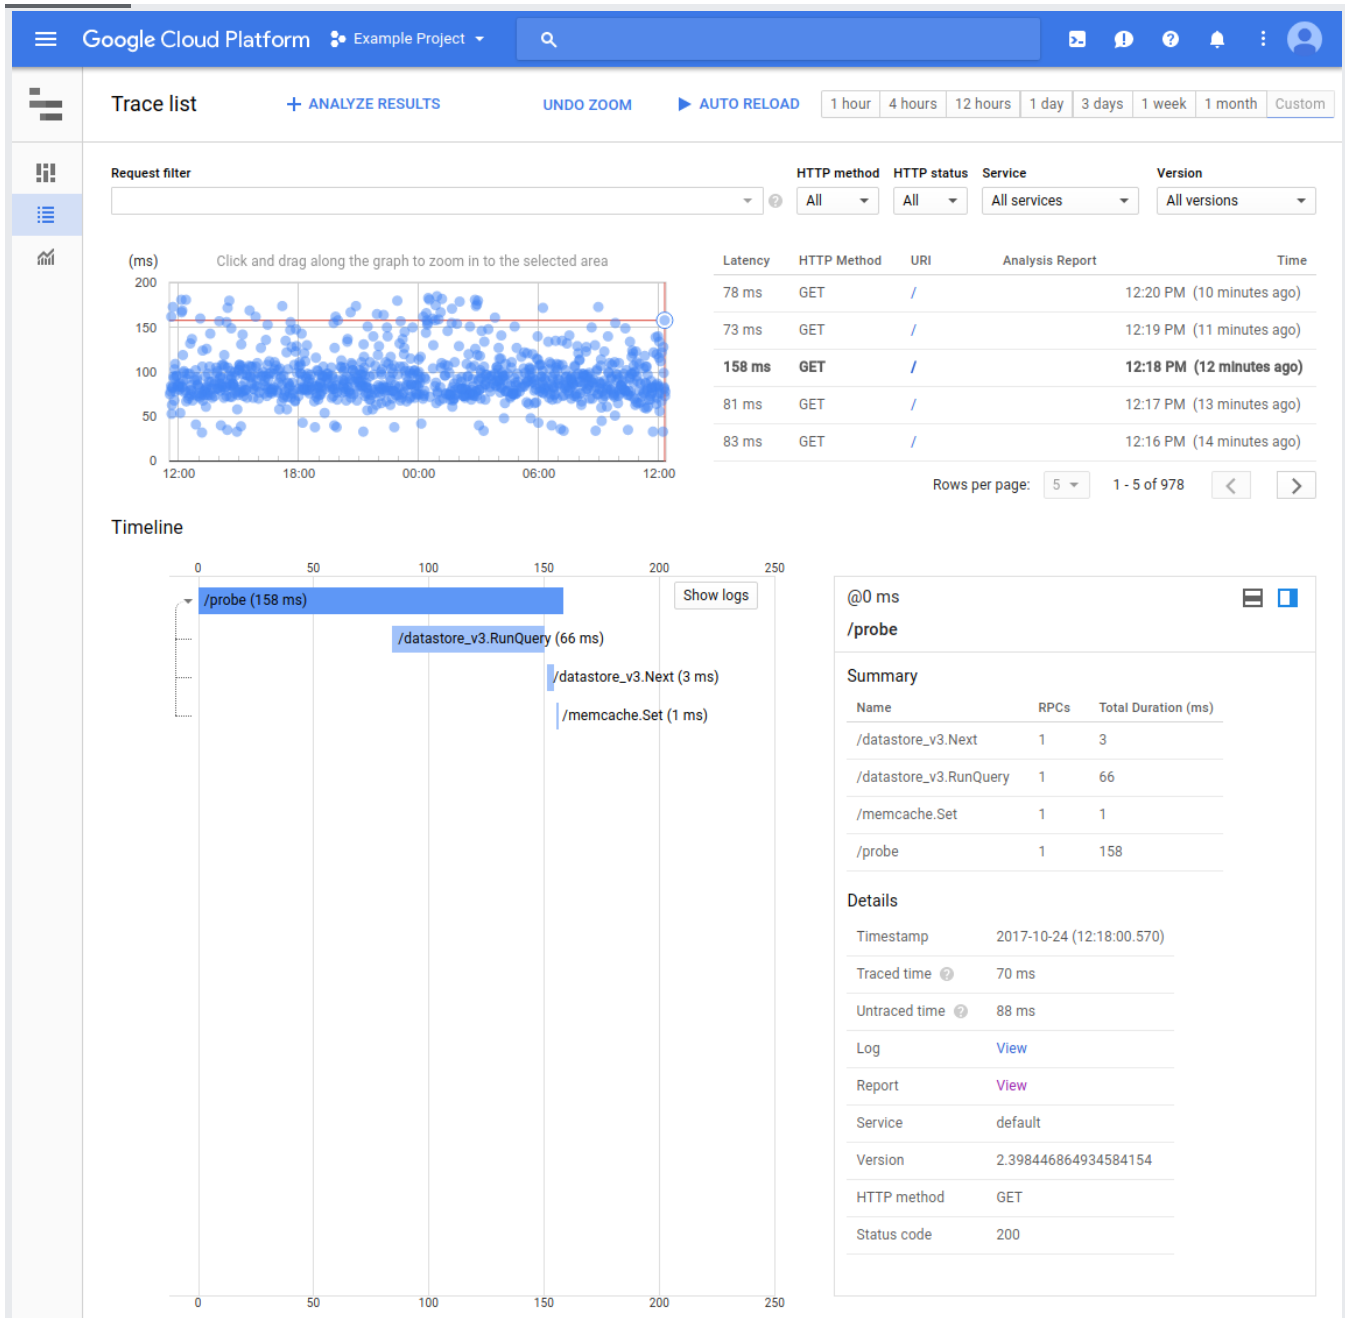 Google Cloud Platform Example Project
Trace list + ANALYZE RESULTS UNDO ZOOM AUTO RELOAD 1 hour 4 hours 12 hours 1 day 3 days 1 week 1 month Custom
Request filter HTTP method HTTP status Service Version
All All All services All versions
(ms) Click and drag along the graph to zoom in to the selected area
200
150
100
50
0
12:00 18:00 00:00 06:00 12:00
Latency HTTP Method URI Analysis Report Time
78 ms GET / 12:20 PM (10 minutes ago)
73 ms GET / 12:19 PM (11 minutes ago)
158 ms GET / 12:18 PM (12 minutes ago)
81 ms GET / 12:17 PM (13 minutes ago)
83 ms GET / 12:16 PM (14 minutes ago)
Rows per page: 5 1 - 5 of 978
Timeline
0 50 100 150 200 250
Show logs
/probe (158 ms)
/datastore_v3.RunQuery (66 ms)
/datastore_v3.Next (3 ms)
/memcache.Set (1 ms)
0 50 100 150 200 250
@0 ms
/probe
Summary
Name RPCs Total Duration (ms)
/datastore_v3.Next 1 3
/datastore_v3.RunQuery 1 66
/memcache.Set 1 1
/probe 1 158
Details
Timestamp 2017-10-24 (12:18:00.570)
Traced time ? 70 ms
Untraced time ? 88 ms
Log View
Report View
Service default
Version 2.398446864934584154
HTTP method GET
Status code 200